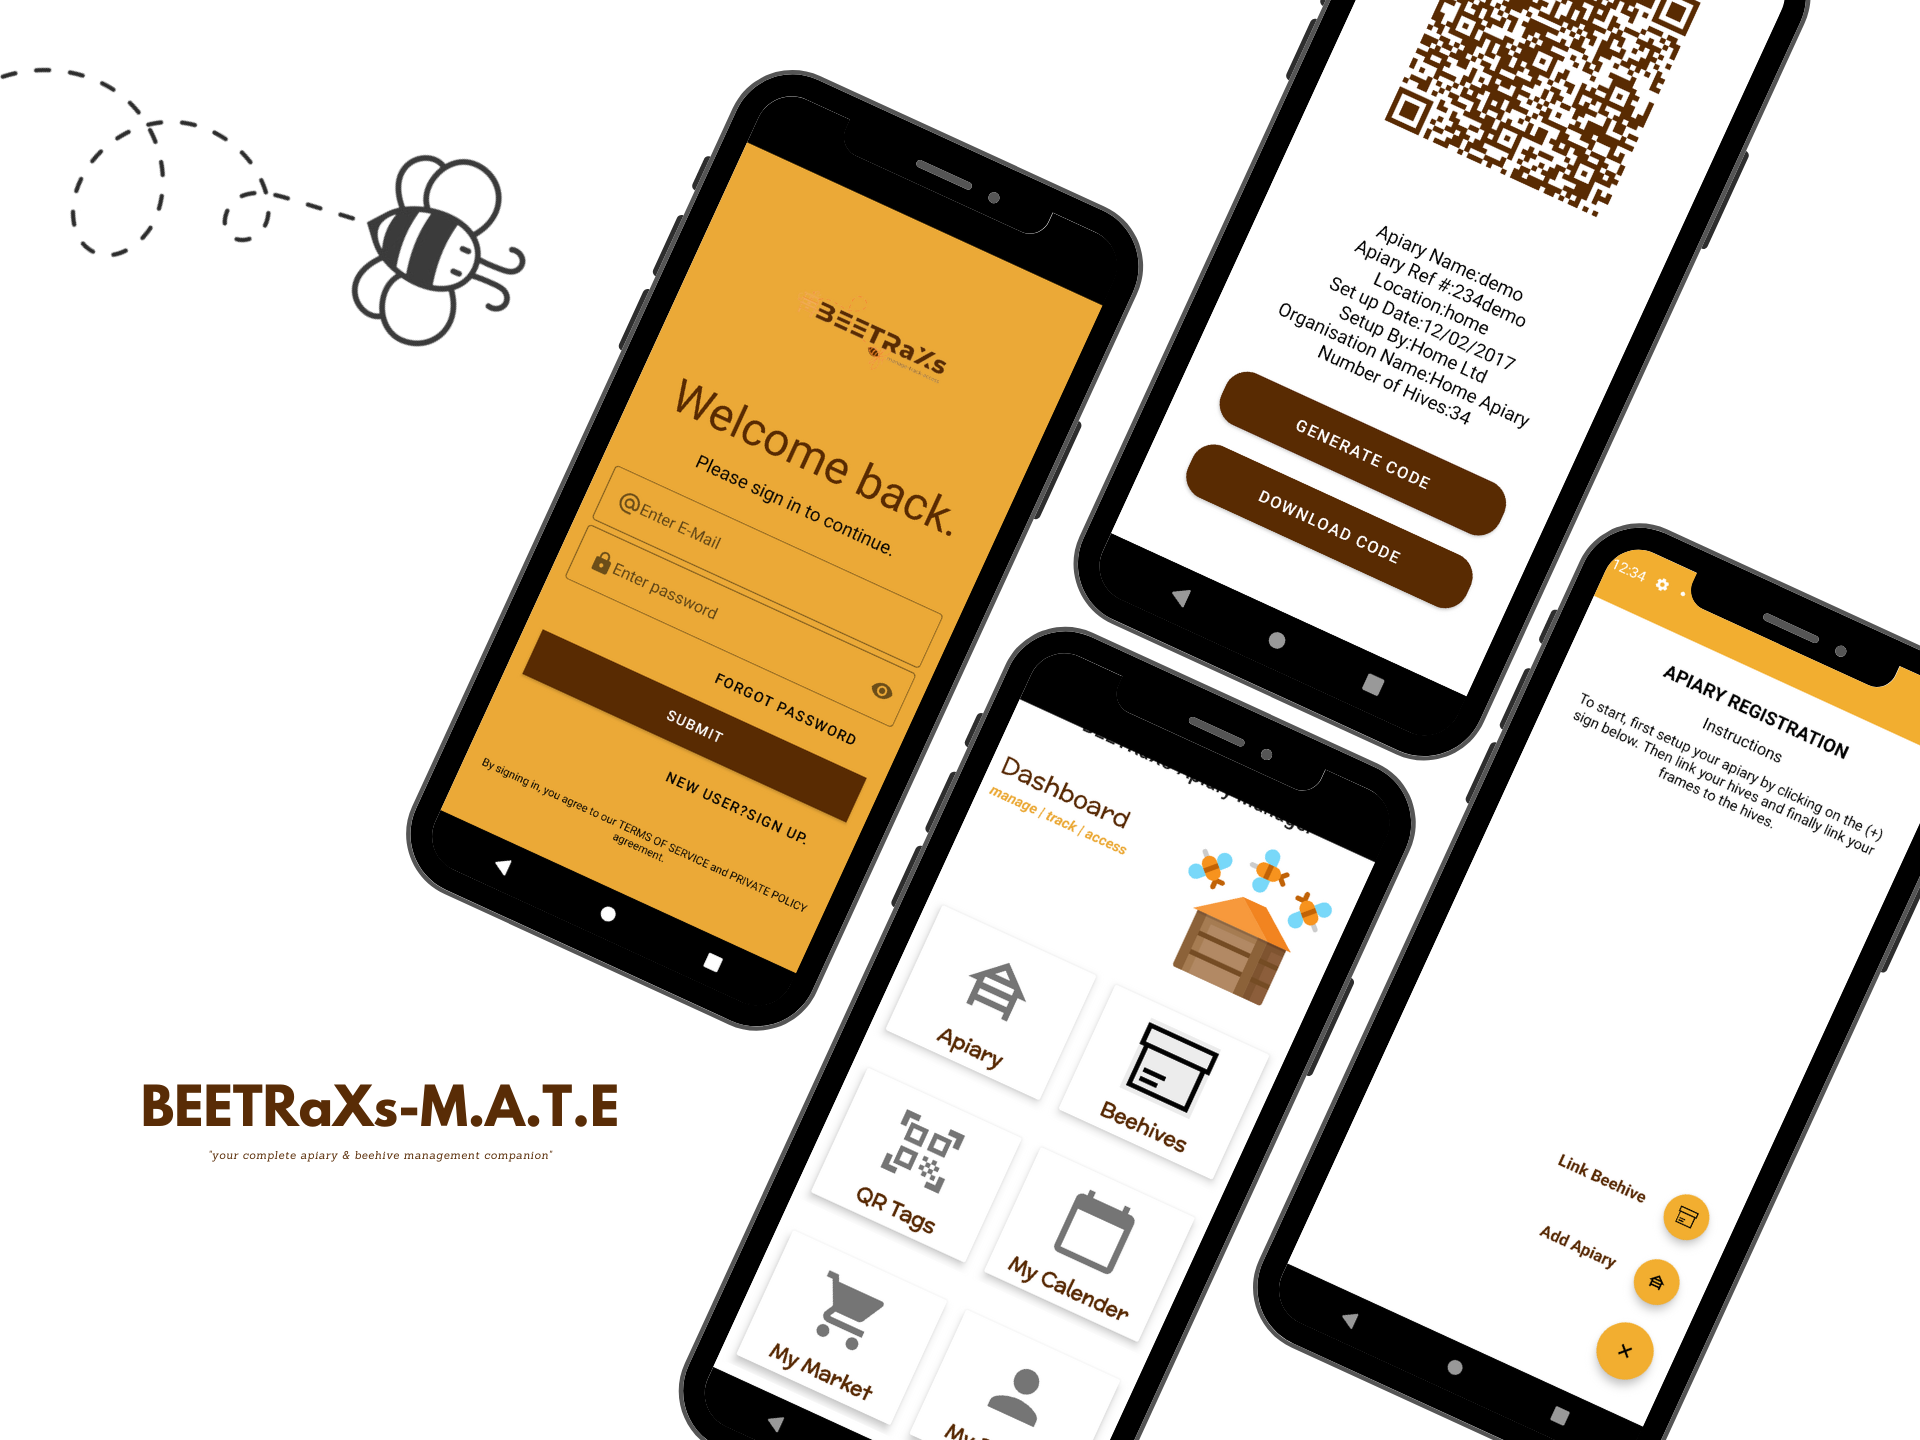 BEETRaXs
Welcome back.
Please sign in to continue.
Enter E-Mail
Enter password
FORGOT PASSWORD
SUBMIT
NEW USER?SIGN UP.
By signing in, you agree to our TERMS OF SERVICE and PRIVATE POLICY
agreement.
Apiary Name:demo
Apiary Ref #:234demo
Location:home
Set up Date:12/02/2017
Setup By:Home Ltd
Organisation Name:Home Apiary
Number of Hives:34
GENERATE CODE
DOWNLOAD CODE
Dashboard
manage / track / access
Apiary
Beehives
QR Tags
My Calender
My Market
My
12:34
APIARY REGISTRATION
Instructions
To start, first setup your apiary by clicking on the (+)
sign below. Then link your hives and finally link your
frames to the hives.
Link Beehive
Add Apiary
BEETRaXs-M.A.T.E
"your complete apiary & beehive management companion"